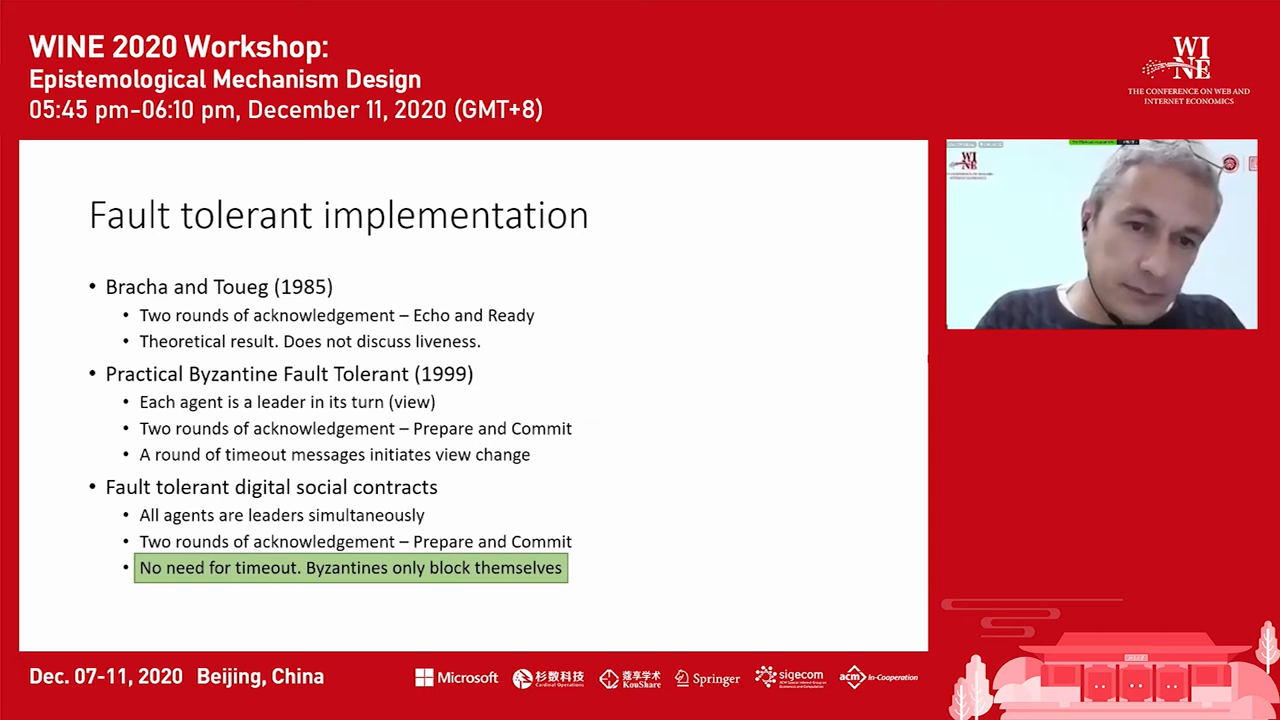 WINE 2020 Workshop:
Epistemological Mechanism Design
05:45 pm-06:10 pm, December 11, 2020 (GMT+8)
WI
NE
THE CONFERENCE ON WEB AND
INTERNET ECONOMICS
Fault tolerant implementation
• Bracha and Toueg (1985)
• Two rounds of acknowledgement – Echo and Ready
• Theoretical result. Does not discuss liveness.
• Practical Byzantine Fault Tolerant (1999)
• Each agent is a leader in its turn (view)
• Two rounds of acknowledgement – Prepare and Commit
• A round of timeout messages initiates view change
• Fault tolerant digital social contracts
• All agents are leaders simultaneously
• Two rounds of acknowledgement – Prepare and Commit
• No need for timeout. Byzantines only block themselves
WI
NE
Dec. 07-11, 2020 Beijing, China
Microsoft
杉数科技
Cardinal Operations
蔻享学术
KouShare
Springer
sigecom
acm In-Cooperation